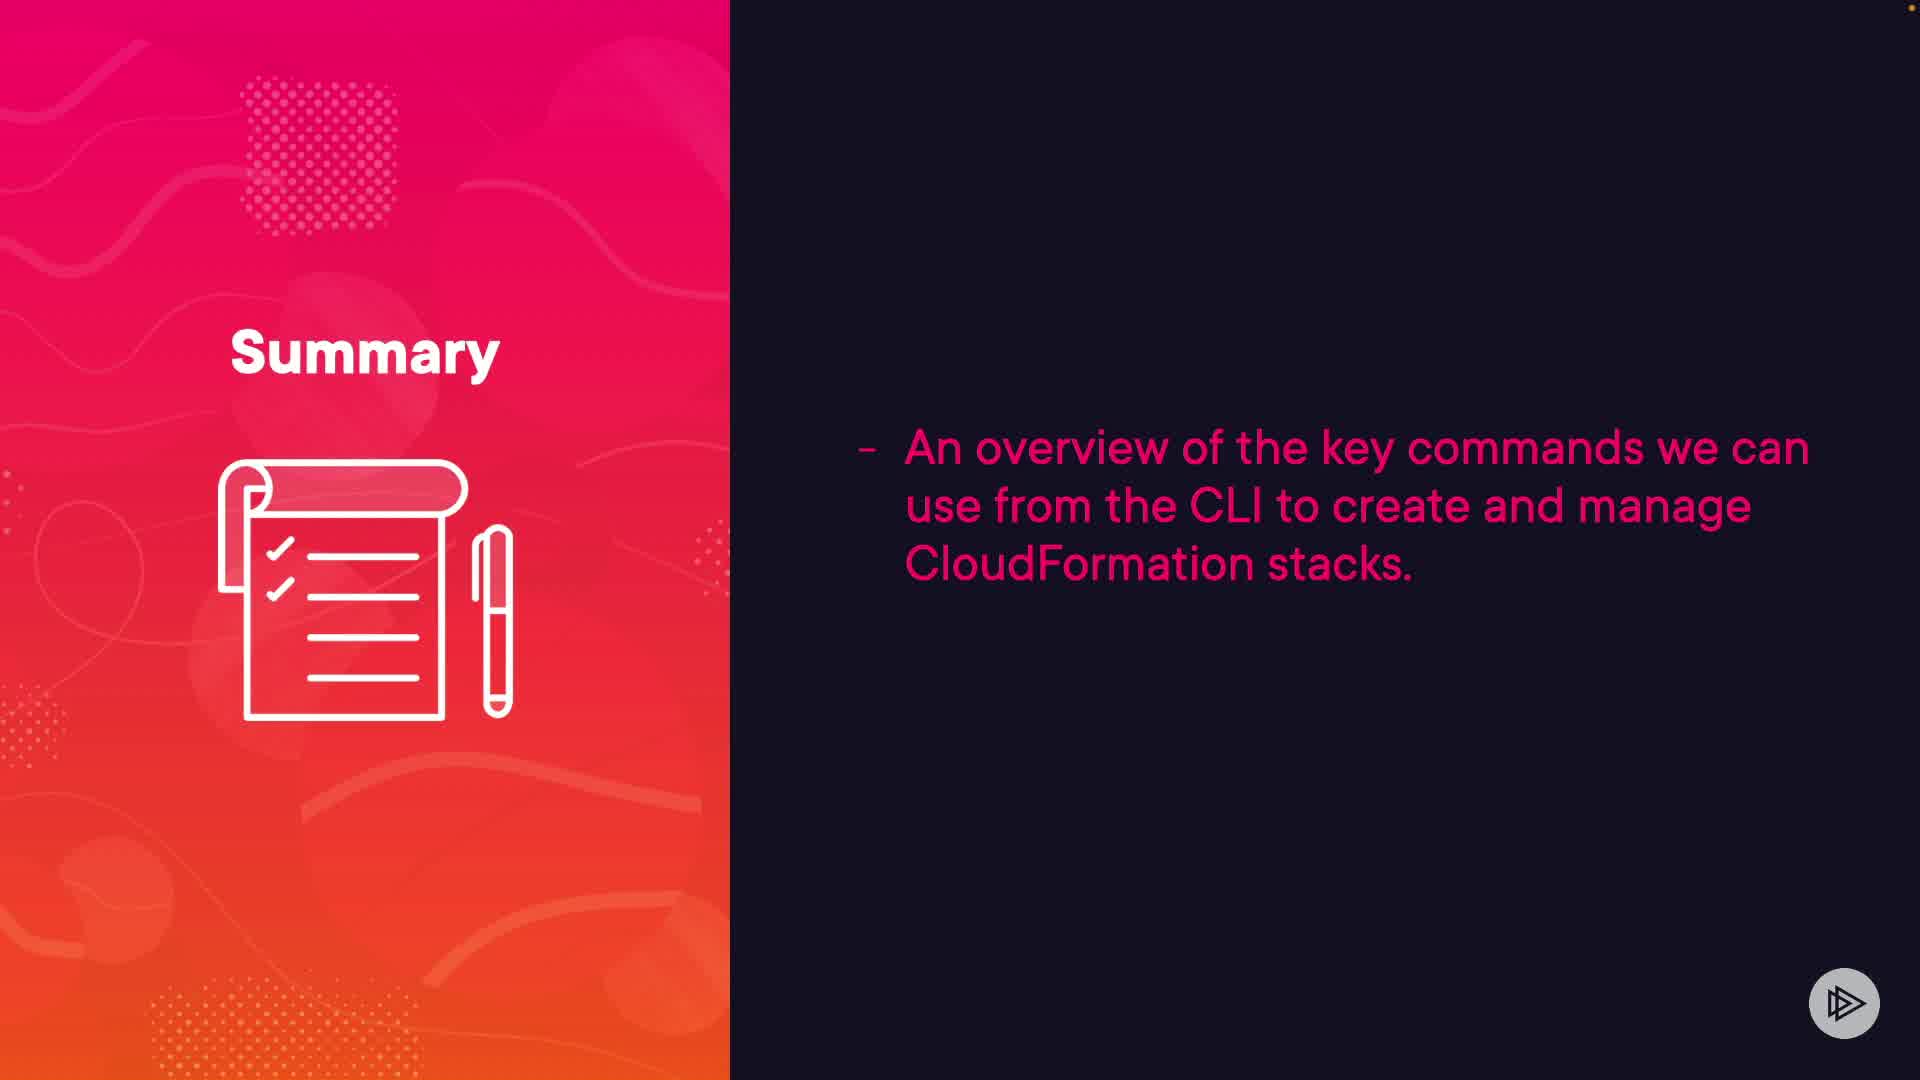 Summary
- An overview of the key commands we can
use from the CLI to create and manage
CloudFormation stacks.